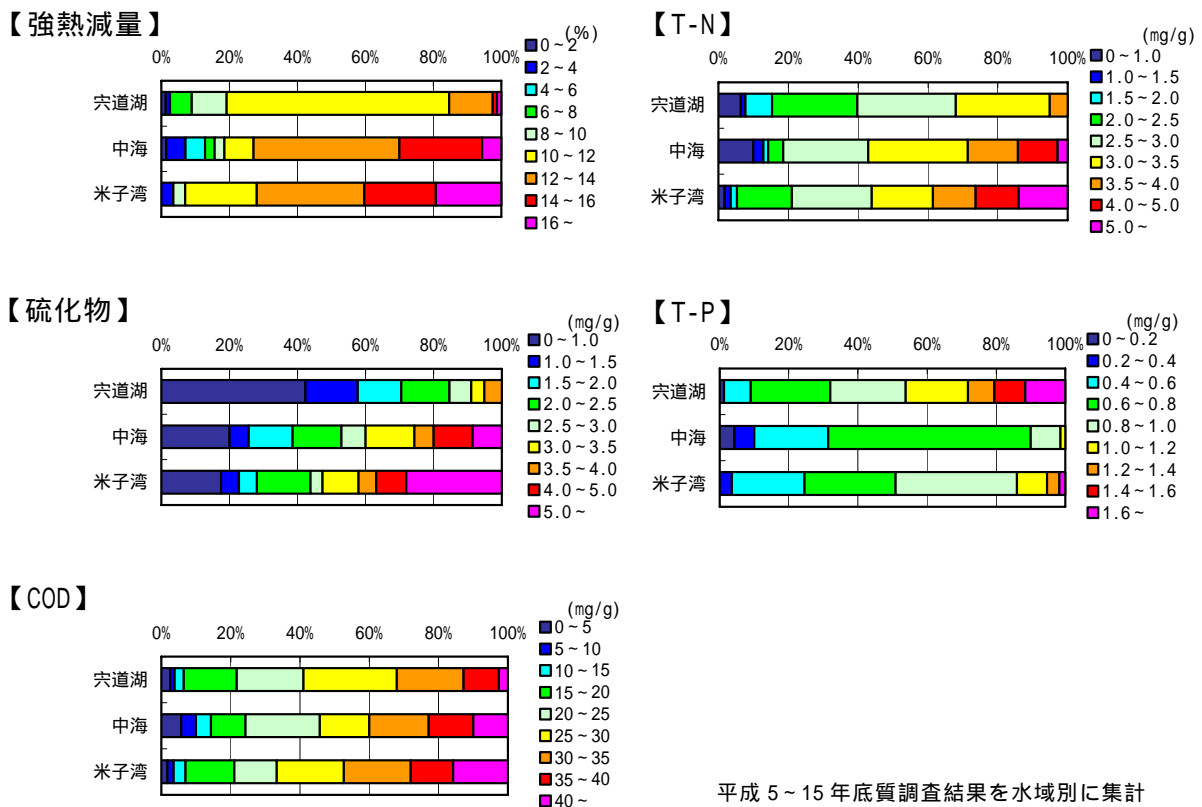 【強熱減量】
(%)
0% 20% 40% 60% 80% 100%
宍道湖
中海
米子湾
0~2
2~4
4~6
6~8
8~10
10~12
12~14
14~16
16~
【T-N】
(mg/g)
0% 20% 40% 60% 80% 100%
宍道湖
中海
米子湾
0~1.0
1.0~1.5
1.5~2.0
2.0~2.5
2.5~3.0
3.0~3.5
3.5~4.0
4.0~5.0
5.0~
【硫化物】
(mg/g)
0% 20% 40% 60% 80% 100%
宍道湖
中海
米子湾
0~1.0
1.0~1.5
1.5~2.0
2.0~2.5
2.5~3.0
3.0~3.5
3.5~4.0
4.0~5.0
5.0~
【T-P】
(mg/g)
0% 20% 40% 60% 80% 100%
宍道湖
中海
米子湾
0~0.2
0.2~0.4
0.4~0.6
0.6~0.8
0.8~1.0
1.0~1.2
1.2~1.4
1.4~1.6
1.6~
【COD】
(mg/g)
0% 20% 40% 60% 80% 100%
宍道湖
中海
米子湾
0~5
5~10
10~15
15~20
20~25
25~30
30~35
35~40
40~
平成5~15年底質調査結果を水域別に集計